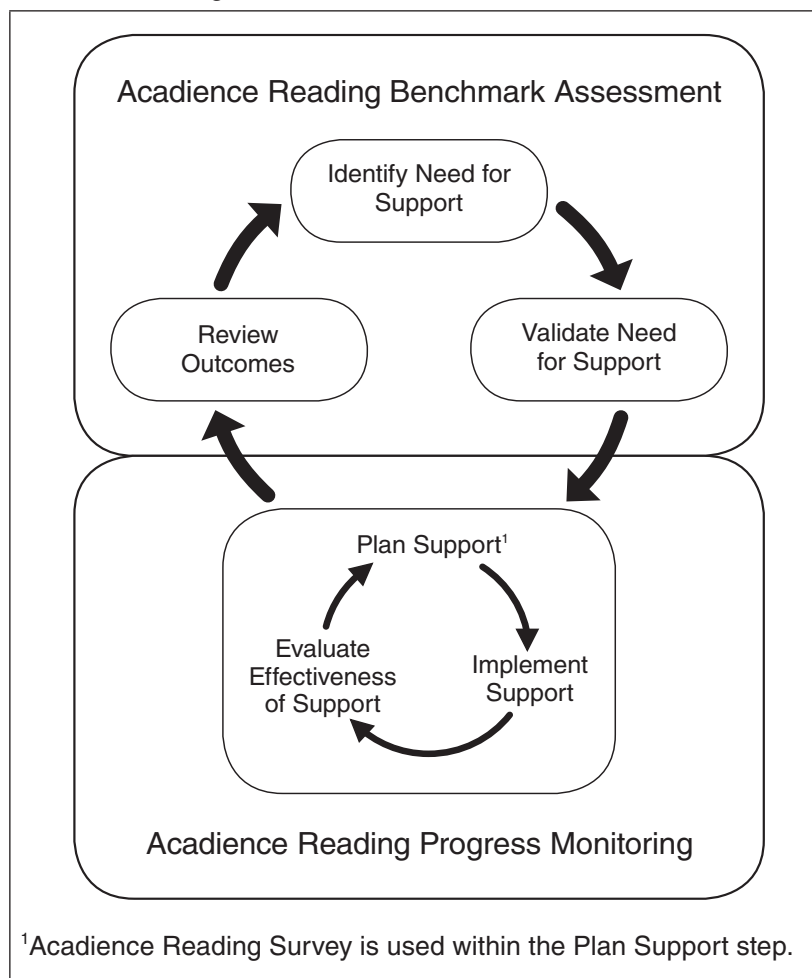 Acadience Reading Benchmark Assessment
Identify Need for
Support
Review
Outcomes
Validate Need
for Support
Plan Support¹
Evaluate
Effectiveness
of Support
Implement
Support
Acadience Reading Progress Monitoring
¹Acadience Reading Survey is used within the Plan Support step.